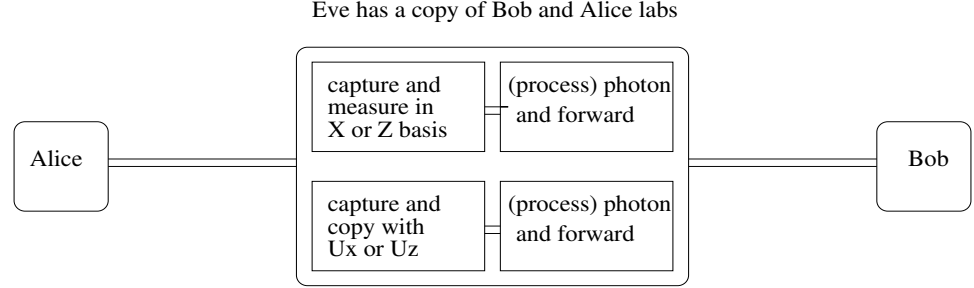 Eve has a copy of Bob and Alice labs
Alice
capture and
measure in
X or Z basis
(process) photon
and forward
capture and
copy with
Ux or Uz
(process) photon
and forward
Bob